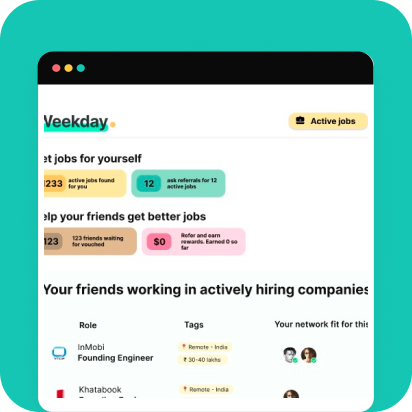 Weekday
Active jobs
et jobs for yourself
233
active jobs found
for you
12
ask referrals for 12
active jobs
elp your friends get better jobs
123
123 friends waiting
for vouched
$0
Refer and earn
rewards. Earned 0 so
far
Your friends working in actively hiring companies
Role
Tags
Your network fit for this
InMobi
Founding Engineer
Remote - India
₹ 30-40 lakhs
Khatabook
Remote - India